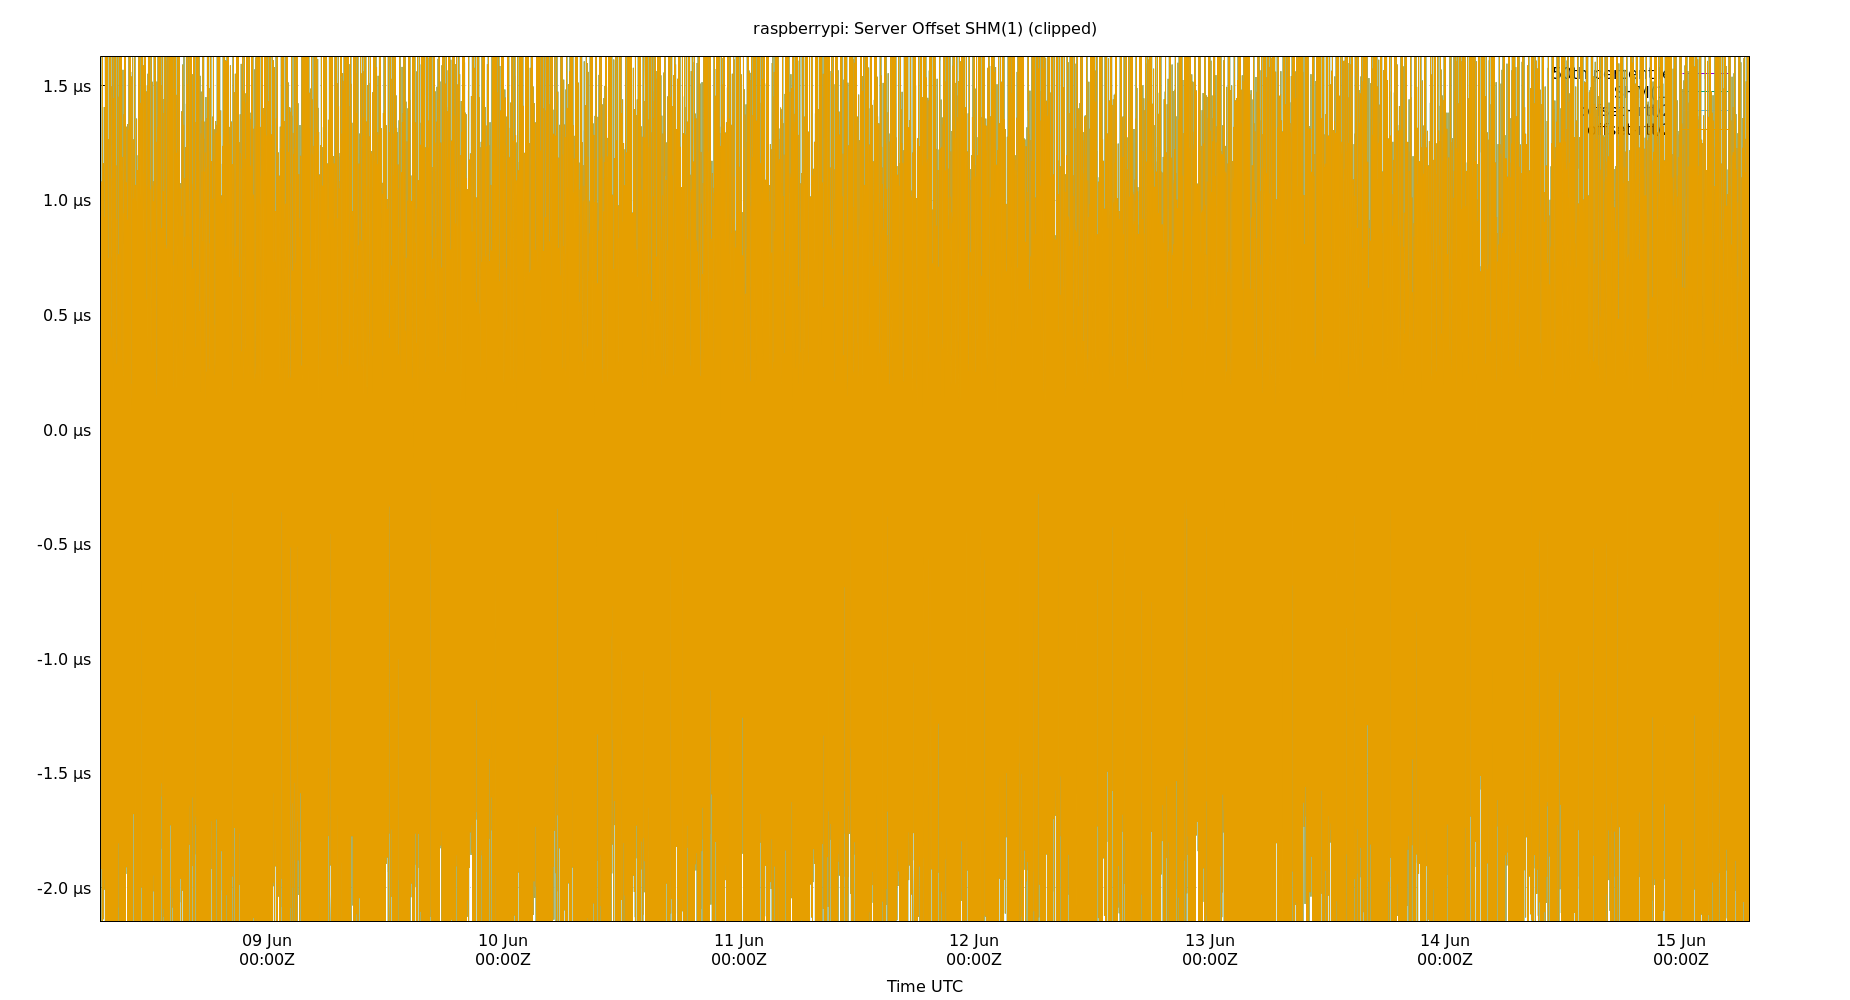 raspberrypi: Server Offset SHM(1) (clipped)
1.5 µs
1.0 µs
0.5 µs
0.0 µs
-0.5 µs
-1.0 µs
-1.5 µs
-2.0 µs
09 Jun 10 Jun 11 Jun 12 Jun 13 Jun 14 Jun 15 Jun
00:00Z 00:00Z 00:00Z 00:00Z 00:00Z 00:00Z 00:00Z
Time UTC